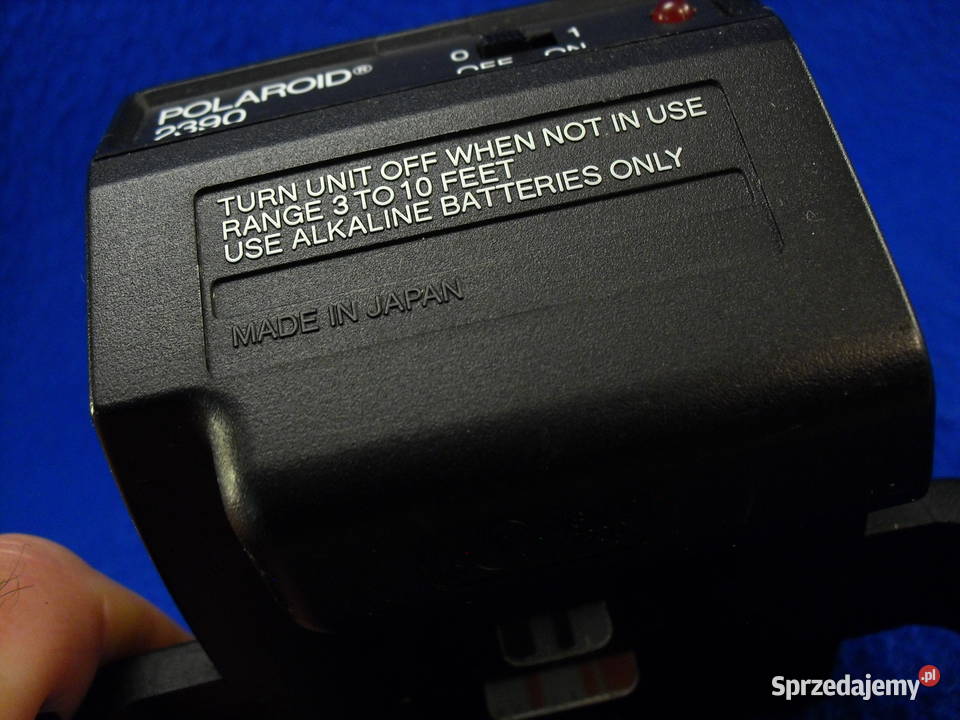 0 1
OFF ON
POLAROID®
2390
TURN UNIT OFF WHEN NOT IN USE
RANGE 3 TO 10 FEET
USE ALKALINE BATTERIES ONLY
MADE IN JAPAN
Sprzedajemy.pl